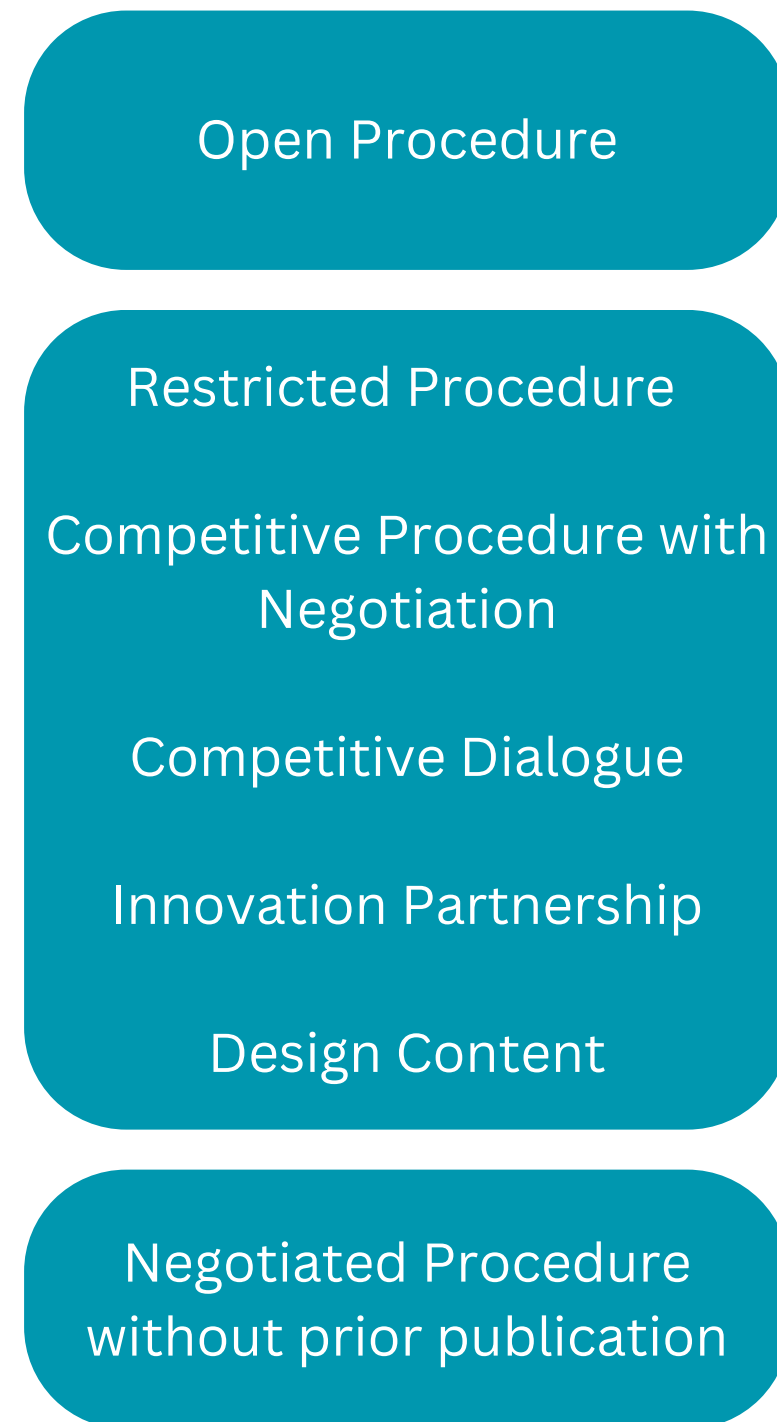 Open Procedure
Restricted Procedure
Competitive Procedure with
Negotiation
Competitive Dialogue
Innovation Partnership
Design Content
Negotiated Procedure
without prior publication